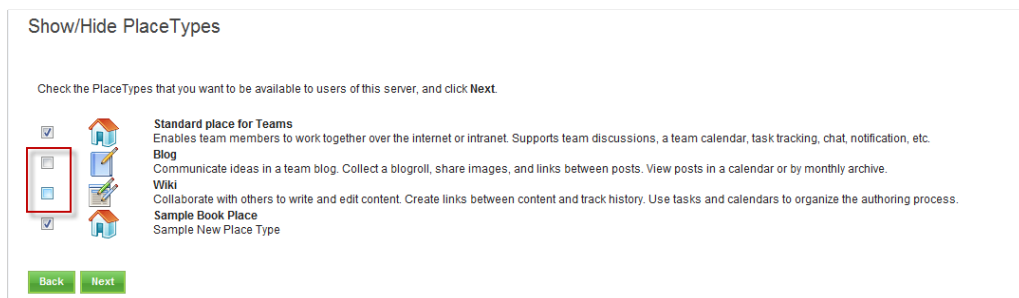 Show/Hide PlaceTypes
Check the PlaceTypes that you want to be available to users of this server, and click Next.
Standard place for Teams
Enables team members to work together over the internet or intranet. Supports team discussions, a team calendar, task tracking, chat, notification, etc.
Blog
Communicate ideas in a team blog. Collect a blogroll, share images, and links between posts. View posts in a calendar or by monthly archive.
Wiki
Collaborate with others to write and edit content. Create links between content and track history. Use tasks and calendars to organize the authoring process.
Sample Book Place
Sample New Place Type
Back Next